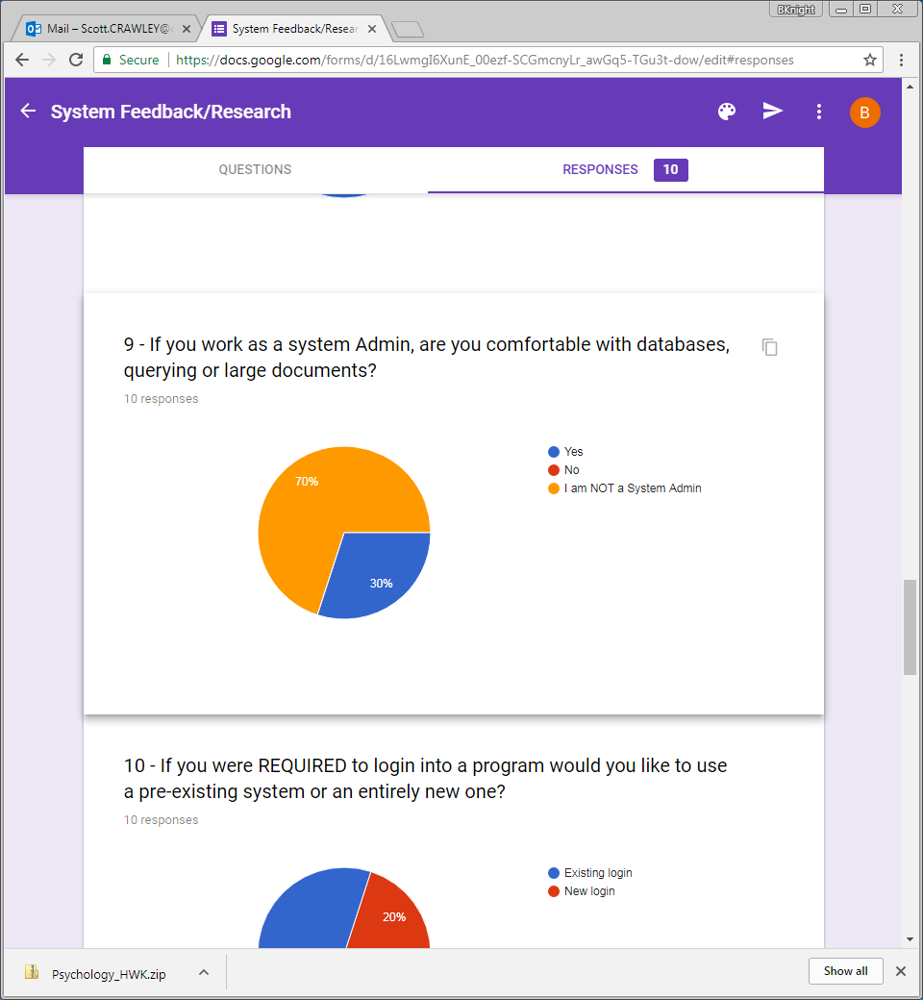 BKnight
Mail – Scott.CRAWLEY@
System Feedback/Resear
Secure
https://docs.google.com/forms/d/16LwmgI6XunE_00ezf-SCGmcnyLr_awGq5-TGu3t-dow/edit#responses
System Feedback/Research
B
QUESTIONS
RESPONSES 10
9 - If you work as a system Admin, are you comfortable with databases,
querying or large documents?
10 responses
Yes
No
I am NOT a System Admin
70%
30%
10 - If you were REQUIRED to login into a program would you like to use
a pre-existing system or an entirely new one?
10 responses
Existing login
New login
20%
Psychology_HWK.zip
Show all